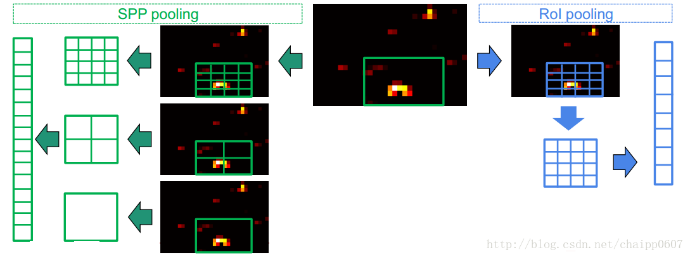 SPP pooling
RoI pooling
http://blog.csdn.net/chaipp0607